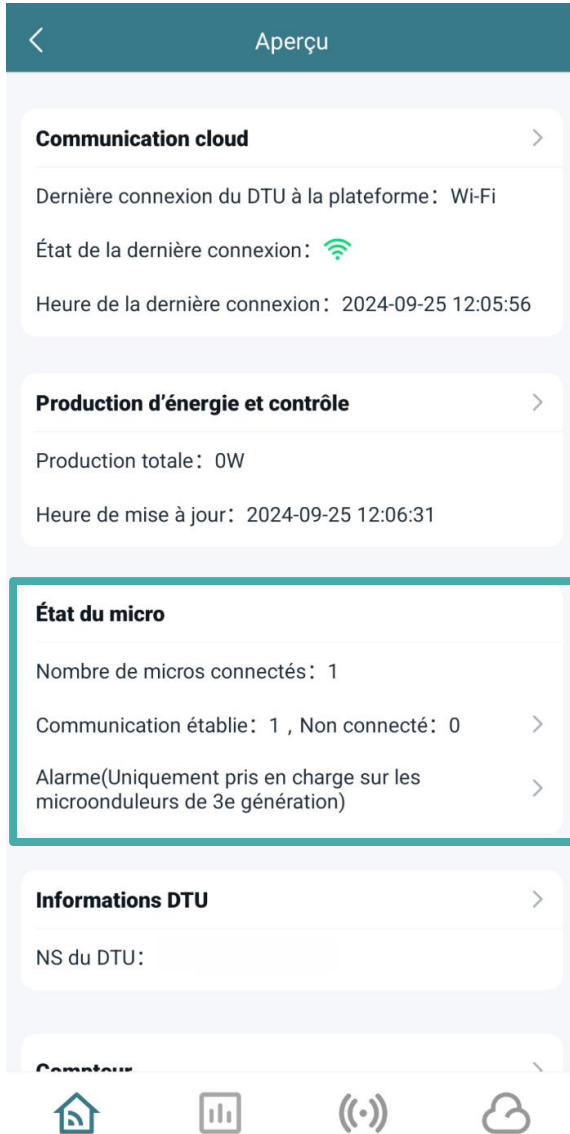 Aperçu
Communication cloud
Dernière connexion du DTU à la plateforme: Wi-Fi
État de la dernière connexion:
Heure de la dernière connexion: 2024-09-25 12:05:56
Production d’énergie et contrôle
Production totale: 0W
Heure de mise à jour: 2024-09-25 12:06:31
État du micro
Nombre de micros connectés: 1
Communication établie: 1 , Non connecté: 0
Alarme(Uniquement pris en charge sur les
microonduleurs de 3e génération)
Informations DTU
NS du DTU:
Compteur